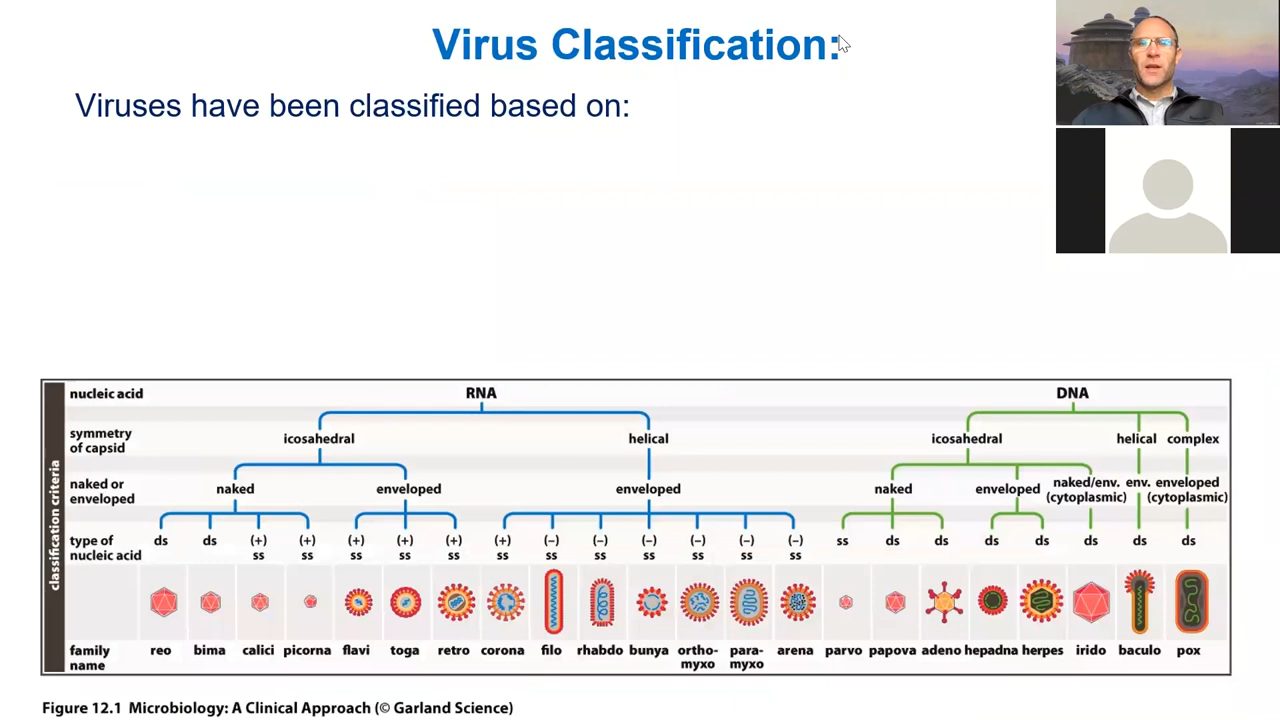 Virus Classification:
Viruses have been classified based on:
classification criteria
nucleic acid RNA DNA
symmetry
of capsid
icosahedral helical icosahedral helical complex
naked or
enveloped
naked enveloped enveloped naked enveloped naked/env. env. enveloped
(cytoplasmic) (cytoplasmic)
type of
nucleic acid
ds ds (+) (+) (+) (+) (+) (+) (–) (–) (–) (–) (–) (–) ss ds ds ds ds ds ds ds
ss ss ss ss ss ss ss ss ss ss ss ss
family
name
reo bima calici picorna flavi toga retro corona filo rhabdo bunya ortho- para- arena parvo papova adeno hepadna herpes irido baculo pox
myxo myxo
Figure 12.1 Microbiology: A Clinical Approach (© Garland Science)